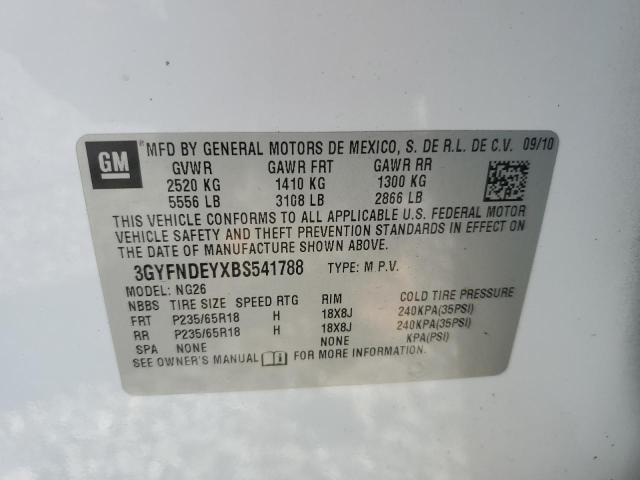 GM ® MFD BY GENERAL MOTORS DE MEXICO, S. DE R.L. DE C.V. 09/10
GVWR GAWR FRT GAWR RR
2520 KG 1410 KG 1300 KG
5556 LB 3108 LB 2866 LB
THIS VEHICLE CONFORMS TO ALL APPLICABLE U.S. FEDERAL MOTOR
VEHICLE SAFETY AND THEFT PREVENTION STANDARDS IN EFFECT ON
THE DATE OF MANUFACTURE SHOWN ABOVE.
3GYFNDEYXBS541788 TYPE: M.P.V.
MODEL: NG26
NBBS TIRE SIZE SPEED RTG RIM COLD TIRE PRESSURE
FRT P235/65R18 H 18X8J 240KPA(35PSI)
RR P235/65R18 H 18X8J 240KPA(35PSI)
SPA NONE NONE KPA(PSI)
SEE OWNER'S MANUAL FOR MORE INFORMATION.